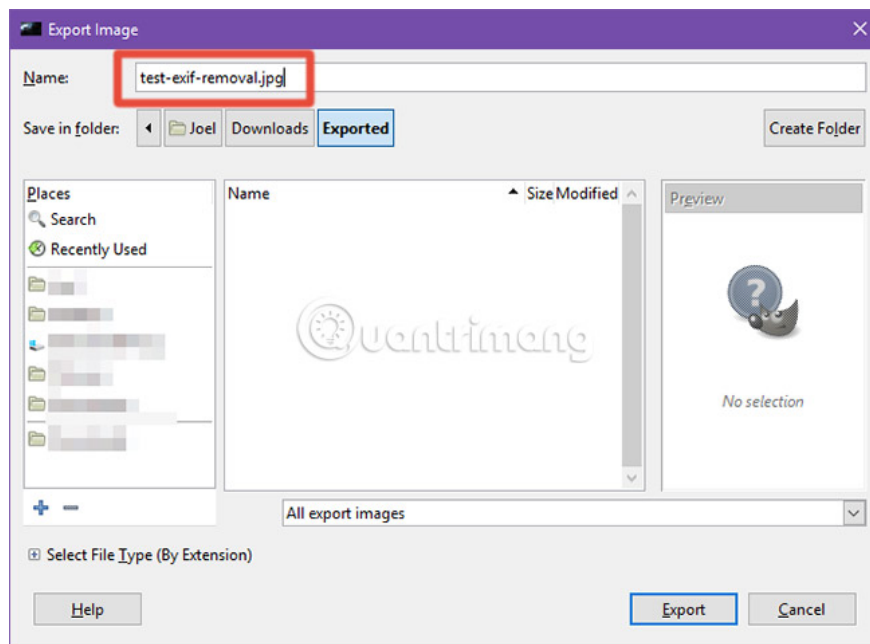 Export Image
Name: test-exif-removal.jpg
Save in folder: Joel Downloads Exported Create Folder
Places
Search
Recently Used
Name Size Modified
Preview
Quantrimang
No selection
All export images
Select File Type (By Extension)
Help Export Cancel